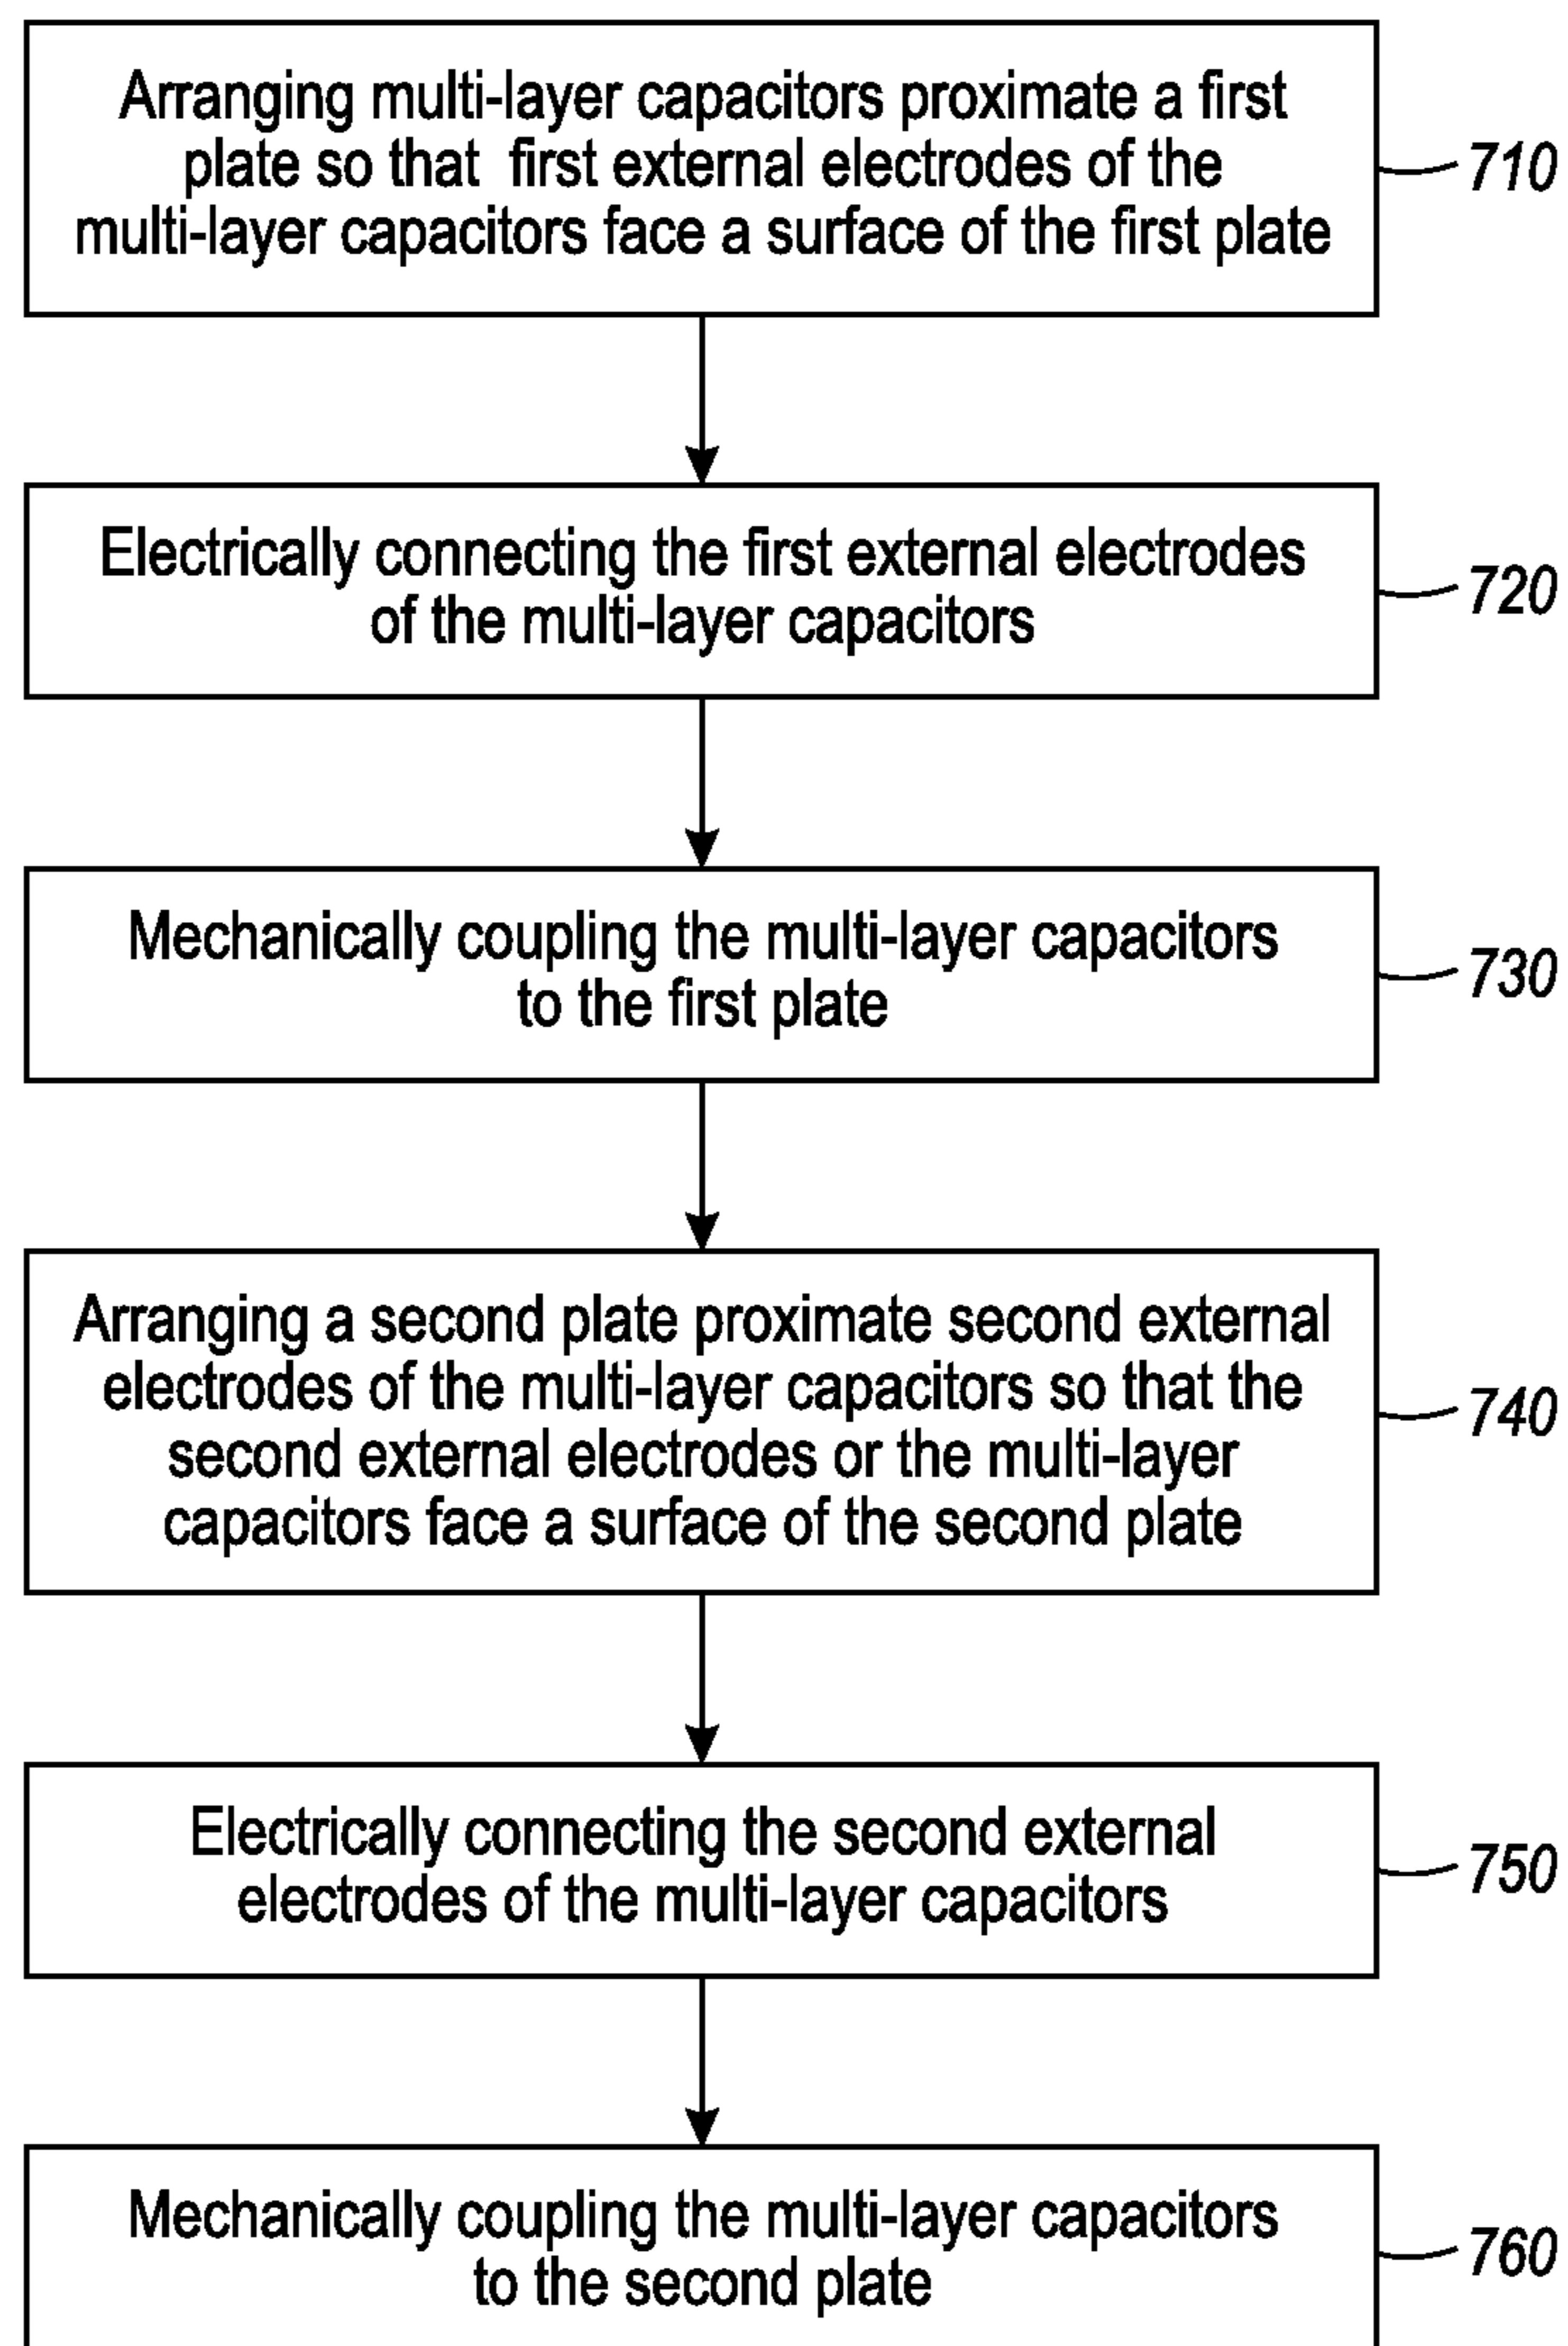 Arranging multi-layer capacitors proximate a first
plate so that first external electrodes of the
multi-layer capacitors face a surface of the first plate
710
Electrically connecting the first external electrodes
of the multi-layer capacitors
720
Mechanically coupling the multi-layer capacitors
to the first plate
730
Arranging a second plate proximate second external
electrodes of the multi-layer capacitors so that the
second external electrodes or the multi-layer
capacitors face a surface of the second plate
740
Electrically connecting the second external
electrodes of the multi-layer capacitors
750
Mechanically coupling the multi-layer capacitors
to the second plate
760